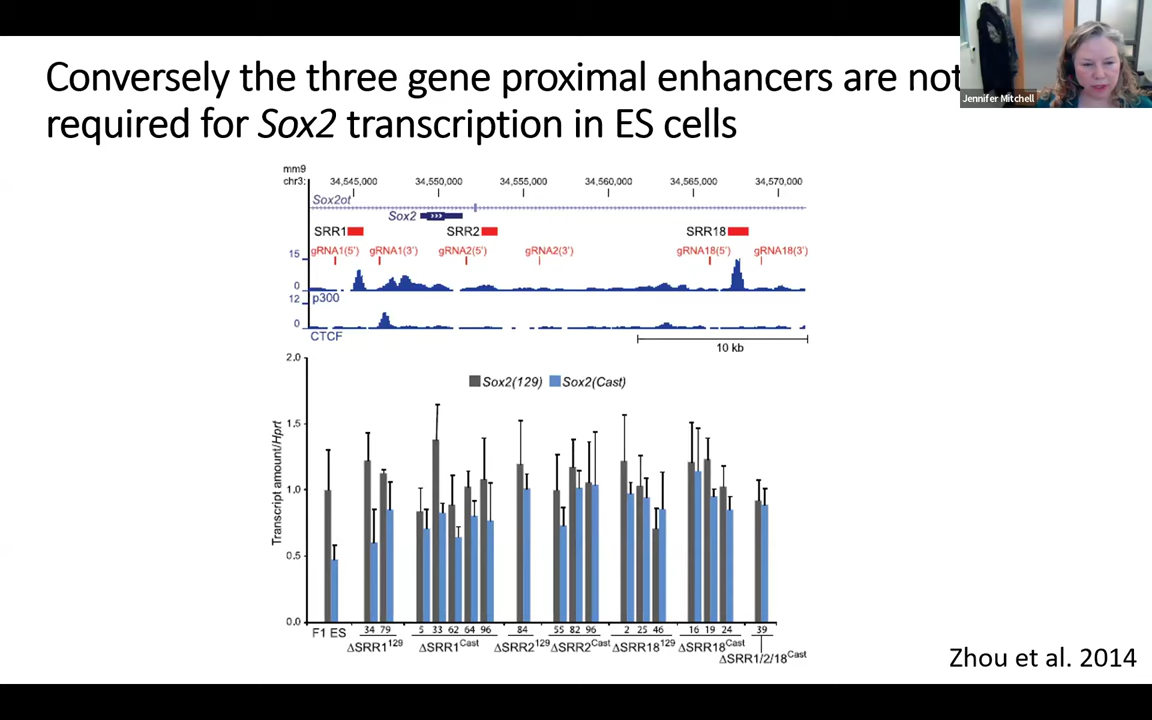 Conversely the three gene proximal enhancers are not
required for Sox2 transcription in ES cells
Jennifer Mitchell
mm9
chr3:
34,545,000 34,550,000 34,555,000 34,560,000 34,565,000 34,570,000
Sox2ot
Sox2
SRR1 SRR2 SRR18
gRNA1(5') gRNA1(3') gRNA2(5') gRNA2(3') gRNA18(5') gRNA18(3')
15
0
p300
12
0
CTCF
10 kb
2.0
Sox2(129) Sox2(Cast)
1.5
Transcript amount/Hprt
1.0
0.5
0.0
F1 ES 34 79 5 33 62 64 96 84 55 82 96 2 25 46 16 19 24 39
ΔSRR1129 ΔSRR1Cast ΔSRR2129 ΔSRR2Cast ΔSRR18129 ΔSRR18Cast
ΔSRR1/2/18Cast
Zhou et al. 2014